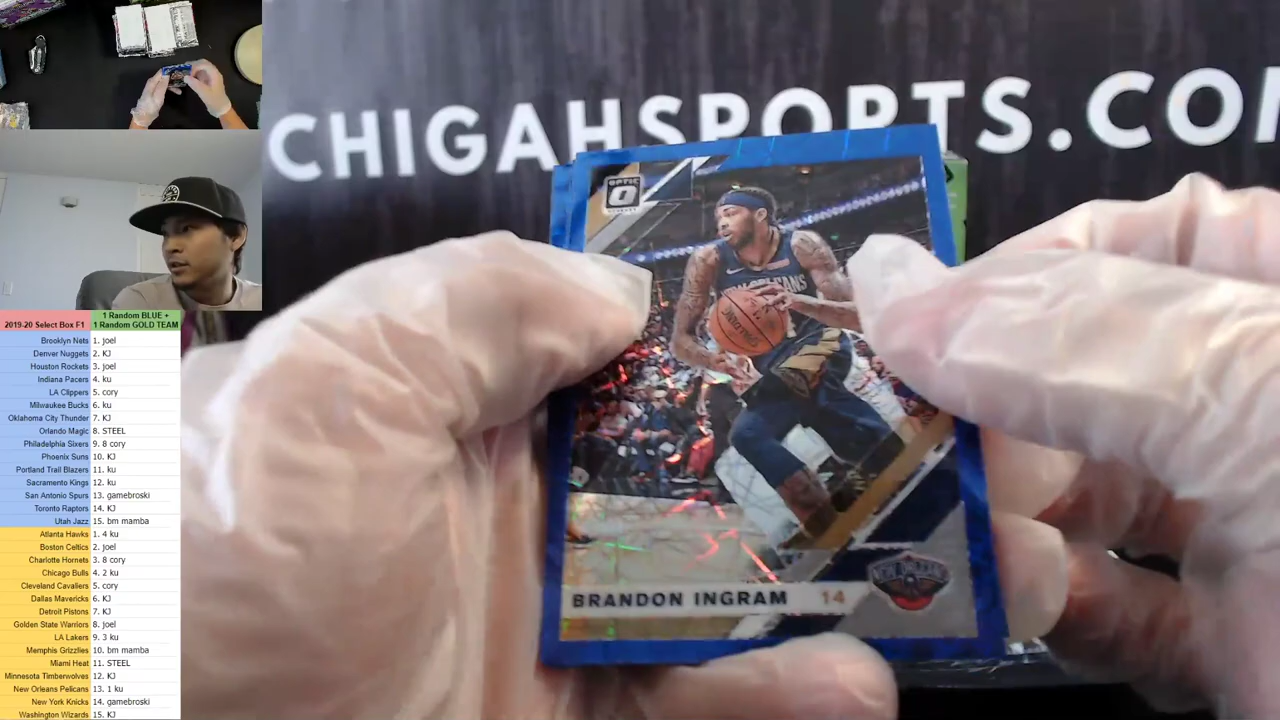 CHIGAHSPORTS.COM
OPTIC
NEW ORLEANS
SPALDING
BRANDON INGRAM 14
NEW ORLEANS
2019-20 Select Box F1
1 Random BLUE +
1 Random GOLD TEAM
Brooklyn Nets 1. joel
Denver Nuggets 2. KJ
Houston Rockets 3. joel
Indiana Pacers 4. ku
LA Clippers 5. cory
Milwaukee Bucks 6. ku
Oklahoma City Thunder 7. KJ
Orlando Magic 8. STEEL
Philadelphia Sixers 9. 8 cory
Phoenix Suns 10. KJ
Portland Trail Blazers 11. ku
Sacramento Kings 12. ku
San Antonio Spurs 13. gamebroski
Toronto Raptors 14. KJ
Utah Jazz 15. bm mamba
Atlanta Hawks 1. 4 ku
Boston Celtics 2. joel
Charlotte Hornets 3. 8 cory
Chicago Bulls 4. 2 ku
Cleveland Cavaliers 5. cory
Dallas Mavericks 6. KJ
Detroit Pistons 7. KJ
Golden State Warriors 8. joel
LA Lakers 9. 3 ku
Memphis Grizzlies 10. bm mamba
Miami Heat 11. STEEL
Minnesota Timberwolves 12. KJ
New Orleans Pelicans 13. 1 ku
New York Knicks 14. gamebroski
Washington Wizards 15. KJ